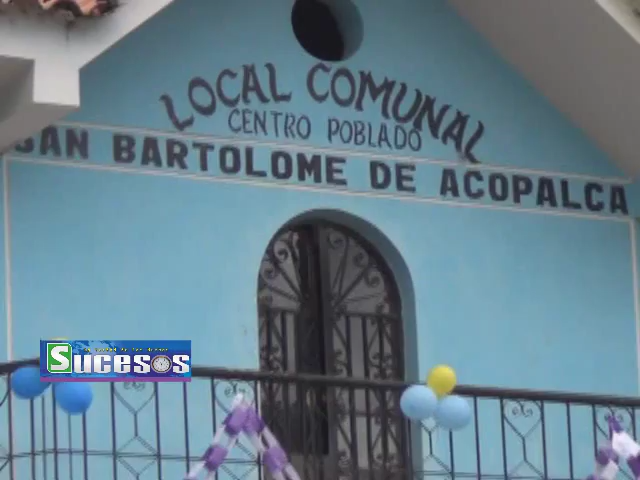 LOCAL COMUNAL
CENTRO POBLADO
SAN BARTOLOME DE ACOPALCA
Sucesos